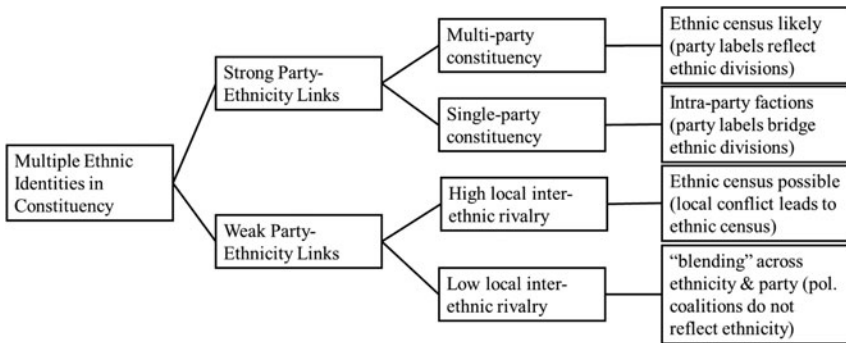 Multiple Ethnic
Identities in
Constituency
Strong Party-
Ethnicity Links
Weak Party-
Ethnicity Links
Multi-party
constituency
Single-party
constituency
High local inter-
ethnic rivalry
Low local inter-
ethnic rivalry
Ethnic census likely
(party labels reflect
ethnic divisions)
Intra-party factions
(party labels bridge
ethnic divisions)
Ethnic census possible
(local conflict leads to
ethnic census)
“blending” across
ethnicity & party (pol.
coalitions do not
reflect ethnicity)